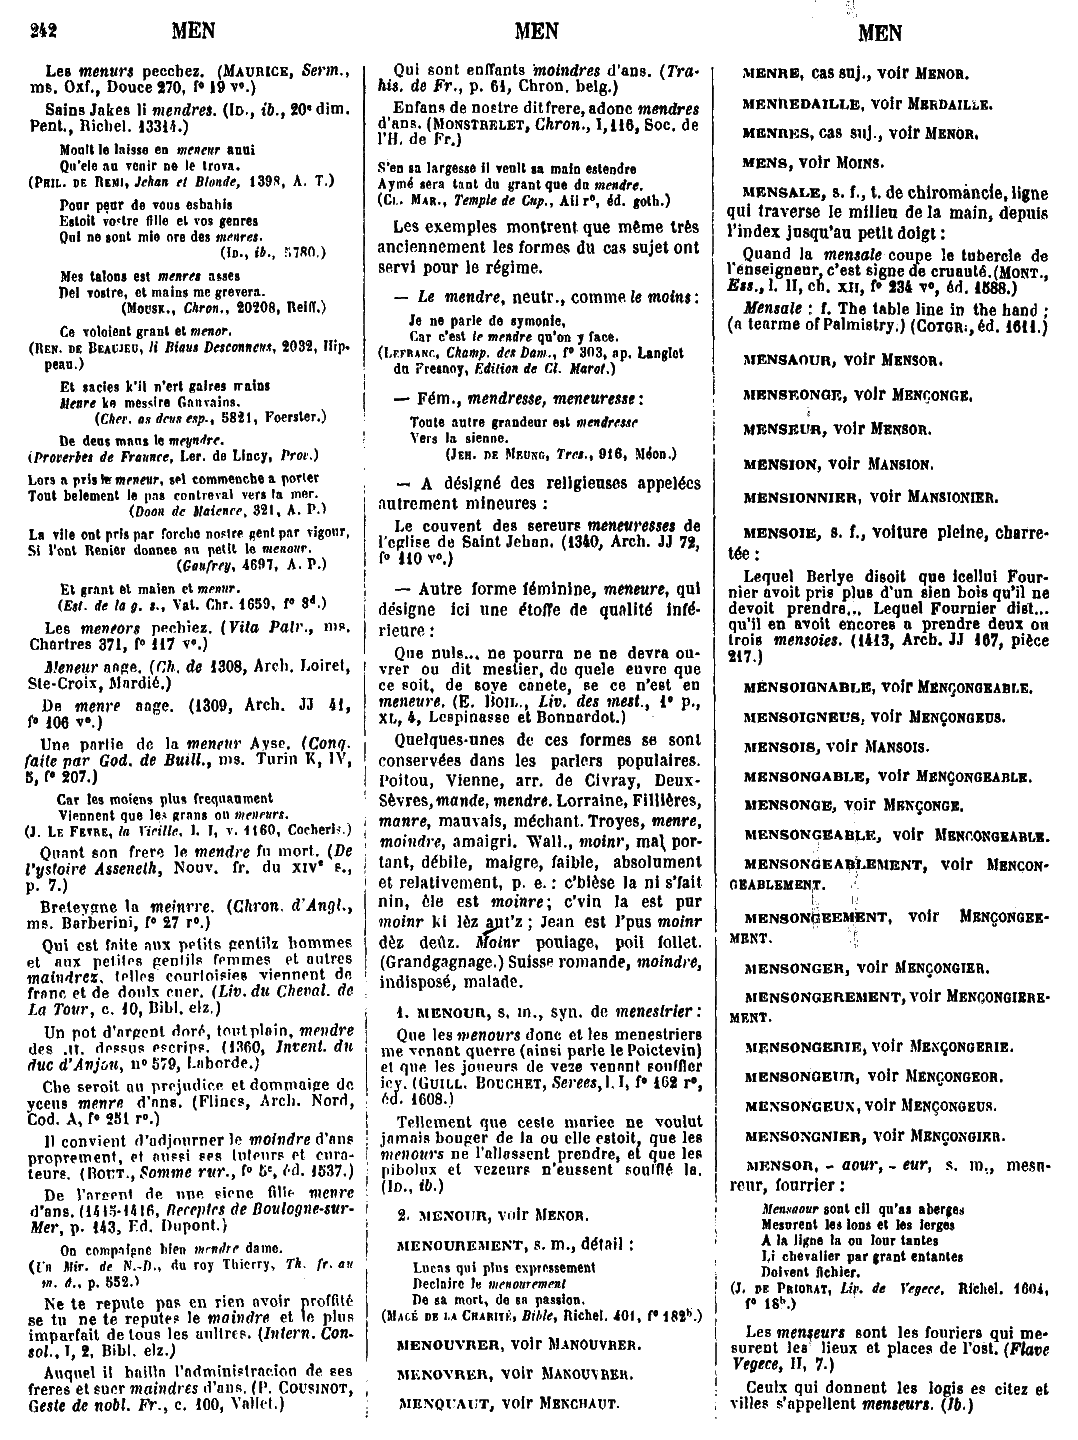 242 MEN MEN MEN
Les menurs pecchez. (MAURICE, Serm.,
ms. Oxf., Douce 270, f° 19 v°.)
Sains Jakes li mendres. (ID., ib., 20e dim.
Pent., Richel. 13314.)
Moult le laisse en meneur anui
Qu'ele au venir ne le trova.
(PHIL. DE REMI, Jehan et Blonde, 1398, A. T.)
Pour peur de vous esbahis
Estoit vostre fille et vos genres
Qui ne sont mie ore des menres.
(ID., ib., 5780.)
Mes talons est menres asses
Del vostre, et mains me grevera.
(MOUSK., Chron., 20208, Reiff.)
Ce voloient grant et menor.
(REN. DE BEAUJEU, li Biaus Desconneus, 2032, Hip-
peau.)
Et sacies k'il n'ert gaires mains
Menre ke messire Gauvains.
(Chev. as deus esp., 5821, Foerster.)
De deus maus le meyndre.
(Proverbes de Fraunce, Ler. de Lincy, Prov.)
Lors a pris le meneur, sel commenche a porter
Tout belement le pas contreval vers la mer.
(Doon de Maience, 321, A. P.)
La vile ont pris par forche nostre gent par vigour,
Si l'ont Renier donnee au petit le menour.
(Gaufrey, 4697, A. P.)
Et grant et maien et menur.
(Est. de la g. s., Vat. Chr. 1659, f° 8d.)
Les meneors pechiez. (Vita Patr., ms.
Chartres 371, f° 117 v°.)
Meneur aage. (Ch. de 1308, Arch. Loiret,
Ste-Croix, Mardié.)
De menre aage. (1309, Arch. JJ 41,
f° 106 v°.)
Une partie de la meneur Ayse. (Conq.
faite par God. de Buill., ms. Turin K, IV,
5, f° 207.)
Car les moiens plus frequaument
Viennent que les grans ou meneurs.
(J. LE FEVRE, la Vieille, l. I, v. 1160, Cocheris.)
Quant son frere le mendre fu mort. (De
l'ystoire Asseneth, Nouv. fr. du XIVe s.,
p. 7.)
Breteygne la meinrre. (Chron. d'Angl.,
ms. Barberini, f° 27 r°.)
Qui est faite aux petits gentilz hommes
et aux petites gentils femmes et autres
maindrez, telles courtoisies viennent de
franc et de doulx cuer. (Liv. du Cheval. de
La Tour, c. 10, Bibl. elz.)
Un pot d'argent doré, tout plain, mendre
des .II. dessus escrips. (1360, Invent. du
duc d'Anjou, n° 579, Laborde.)
Che seroit au prejudice et dommaige de
yceus menre d'ans. (Flines, Arch. Nord,
Cod. A, f° 251 r°.)
Il convient d'adjourner le moindre d'ans
proprement, et aussi ses tuteurs et cura-
teurs. (BOUT., Somme rur., f° 5c, éd. 1537.)
De l'argent de une sienne fille menre
d'ans. (1415-1416, Receptes de Boulogne-sur-
Mer, p. 143, Ed. Dupont.)
On compaigne bien mendre dame.
(Un Mir. de N.-D., du roy Thierry, Th. fr. au
m. â., p. 552.)
Ne te repute pas en rien avoir proffité
se tu ne te reputes le moindre et le plus
imparfait de tous les aultres. (Intern. Con-
sol., I, 2, Bibl. elz.)
Auquel il bailla l'administracion de ses
freres et suer maindres d'ans. (P. COUSINOT,
Geste de nobl. Fr., c. 100, Vallet.)
Qui sont enffants moindres d'ans. (Tra-
his. de Fr., p. 61, Chron. belg.)
Enfans de nostre dit frere, adonc mendres
d'ans. (MONSTRELET, Chron., I, 116, Soc. de
l'H. de Fr.)
S'en sa largesse il veult sa main estendre
Aymé sera tant du grant que du mendre.
(CL. MAR., Temple de Cup., AII r°, éd. goth.)
Les exemples montrent que même très
anciennement les formes du cas sujet ont
servi pour le régime.
— Le mendre, neutr., comme le moins :
Je ne parle de symonie,
Car c'est le mendre qu'on y face.
(LEFRANC, Champ. des Dam., f° 303, ap. Langlet
du Fresnoy, Edition de Cl. Marot.)
— Fém., mendresse, meneuresse :
Toute autre grandeur est mendresse
Vers la sienne.
(JEH. DE MEUNG, Tres., 916, Méon.)
— A désigné des religieuses appelées
autrement mineures :
Le couvent des sereurs meneuresses de
l'eglise de Saint Jehan. (1340, Arch. JJ 72,
f° 110 v°.)
— Autre forme féminine, meneure, qui
désigne ici une étoffe de qualité infé-
rieure :
Que nuls... ne pourra ne ne devra ou-
vrer ou dit mestier, de quele euvre que
ce soit, de soye canete, se ce n'est en
meneure. (E. BOIL., Liv. des mest., 1e p.,
XL, 4, Lespinasse et Bonnardot.)
Quelques-unes de ces formes se sont
conservées dans les parlers populaires.
Poitou, Vienne, arr. de Civray, Deux-
Sèvres, mande, mendre. Lorraine, Fillières,
manre, mauvais, méchant. Troyes, menre,
moindre, amaigri. Wall., moinr, mal por-
tant, débile, maigre, faible, absolument
et relativement, p. e. : c'bièse la ni s'fait
nin, èle est moinre ; c'vin la est pur
moinr ki lèz aut'z ; Jean est l'pus moinr
dèz deûz. Moinr poulage, poil follet.
(Grandgagnage.) Suisse romande, moindre,
indisposé, malade.
1. MENOUR, s. m., syn. de menestrier :
Que les menours donc et les menestriers
me venant querre (ainsi parle le Poictevin)
et que les joueurs de veze venant souffler
icy. (GUILL. BOUCHET, Serees, l. I, f° 162 r°,
éd. 1608.)
Tellement que ceste mariee ne voulut
jamais bouger de la ou elle estoit, que les
menours ne l'allassent prendre, et que les
pibolux et vezeurs n'eussent soufflé la.
(ID., ib.)
2. MENOUR, voir MENOR.
MENOUREMENT, s. m., détail :
Lucas qui plus expressement
Declaire le menourement
De sa mort, de sa passion.
(MACÉ DE LA CHARITÉ, Bible, Richel. 401, f° 182b.)
MENOUVRER, voir MANOUVRER.
MENOVRER, voir MANOUVRER.
MENQUAUT, voir MENCHAUT.
MENRE, cas suj., voir MENOR.
MENREDAILLE, voir MERDAILLE.
MENRES, cas suj., voir MENOR.
MENS, voir MOINS.
MENSALE, s. f., t. de chiromancie, ligne
qui traverse le milieu de la main, depuis
l'index jusqu'au petit doigt :
Quand la mensale coupe le tubercle de
l'enseigneur, c'est signe de cruauté. (MONT.,
Ess., l. II, ch. XII, f° 234 v°, éd. 1588.)
Mensale : f. The table line in the hand ;
(a tearme of Palmistry.) (COTGR., éd. 1611.)
MENSAOUR, voir MENSOR.
MENSEONGE, voir MENÇONGE.
MENSEUR, voir MENSOR.
MENSION, voir MANSION.
MENSIONNIER, voir MANSIONIER.
MENSOIE, s. f., voiture pleine, charre-
tée :
Lequel Berlye disoit que icellui Four-
nier avoit pris plus d'un sien bois qu'il ne
devoit prendre... Lequel Fournier dist...
qu'il en avoit encores a prendre deux ou
trois mensoies. (1413, Arch. JJ 167, pièce
217.)
MENSOIGNABLE, voir MENÇONGEABLE.
MENSOIGNEUS, voir MENÇONGEUS.
MENSOIS, voir MANSOIS.
MENSONGABLE, voir MENÇONGEABLE.
MENSONGE, voir MENÇONGE.
MENSONGEABLE, voir MENCONGEABLE.
MENSONGEABLEMENT, voir MENÇON-
GEABLEMENT.
MENSONGEEMENT, voir MENÇONGEE-
MENT.
MENSONGER, voir MENÇONGIER.
MENSONGEREMENT, voir MENÇONGIERE-
MENT.
MENSONGERIE, voir MENÇONGERIE.
MENSONGEUR, voir MENÇONGEOR.
MENSONGEUX, voir MENÇONGEUS.
MENSONGNIER, voir MENÇONGIER.
MENSOR, - aour, - eur, s. m., mesu-
reur, fourrier :
Mensaour sont cil qu'as aberges
Mesurent les lons et les lerges
A la ligne la ou lour tantes
Li chevalier par grant entantes
Doivent fichier.
(J. DE PRIORAT, Liv. de Vegece, Richel. 1604,
f° 18b.)
Les menseurs sont les fouriers qui me-
surent les lieux et places de l'ost. (Flave
Vegece, II, 7.)
Ceulx qui donnent les logis es citez et
villes s'appellent menseurs. (Ib.)